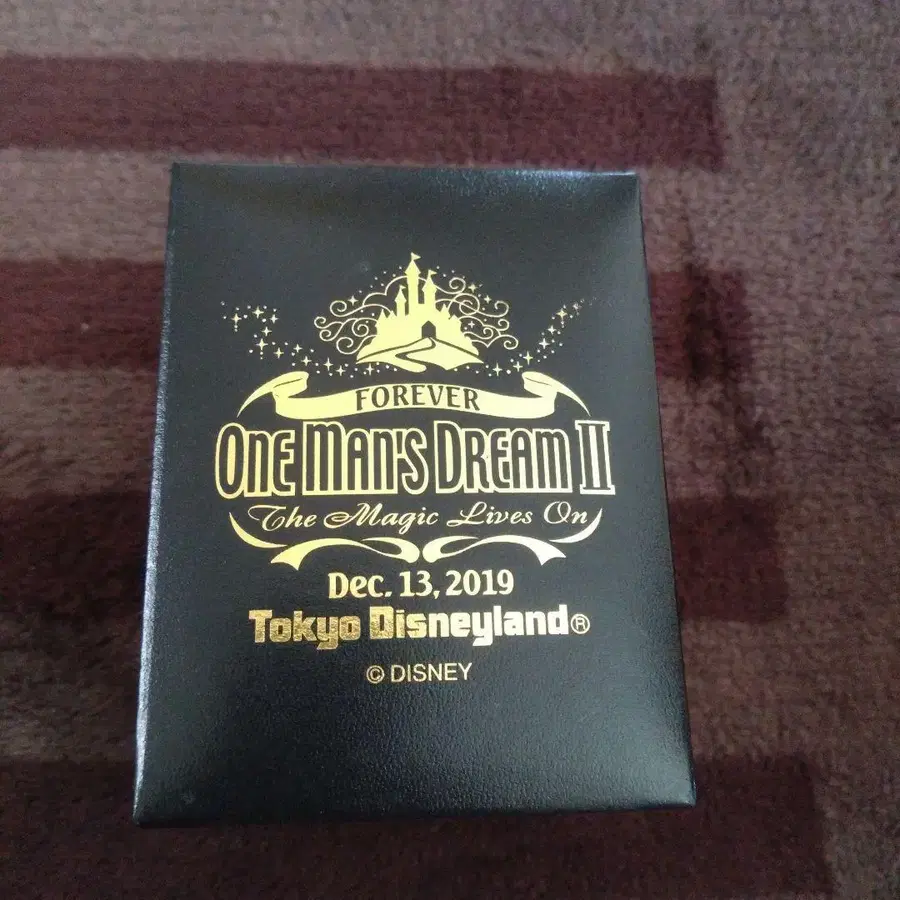 FOREVER
One Man's Dream II
The Magic Lives On
Dec. 13, 2019
Tokyo Disneyland®
© DISNEY